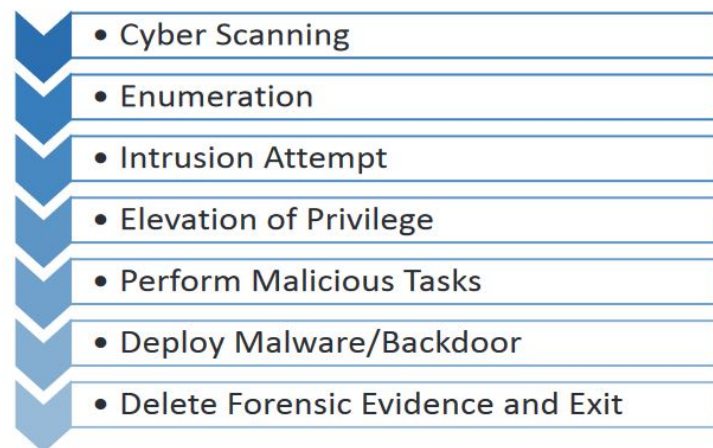 • Cyber Scanning
• Enumeration
• Intrusion Attempt
• Elevation of Privilege
• Perform Malicious Tasks
• Deploy Malware/Backdoor
• Delete Forensic Evidence and Exit